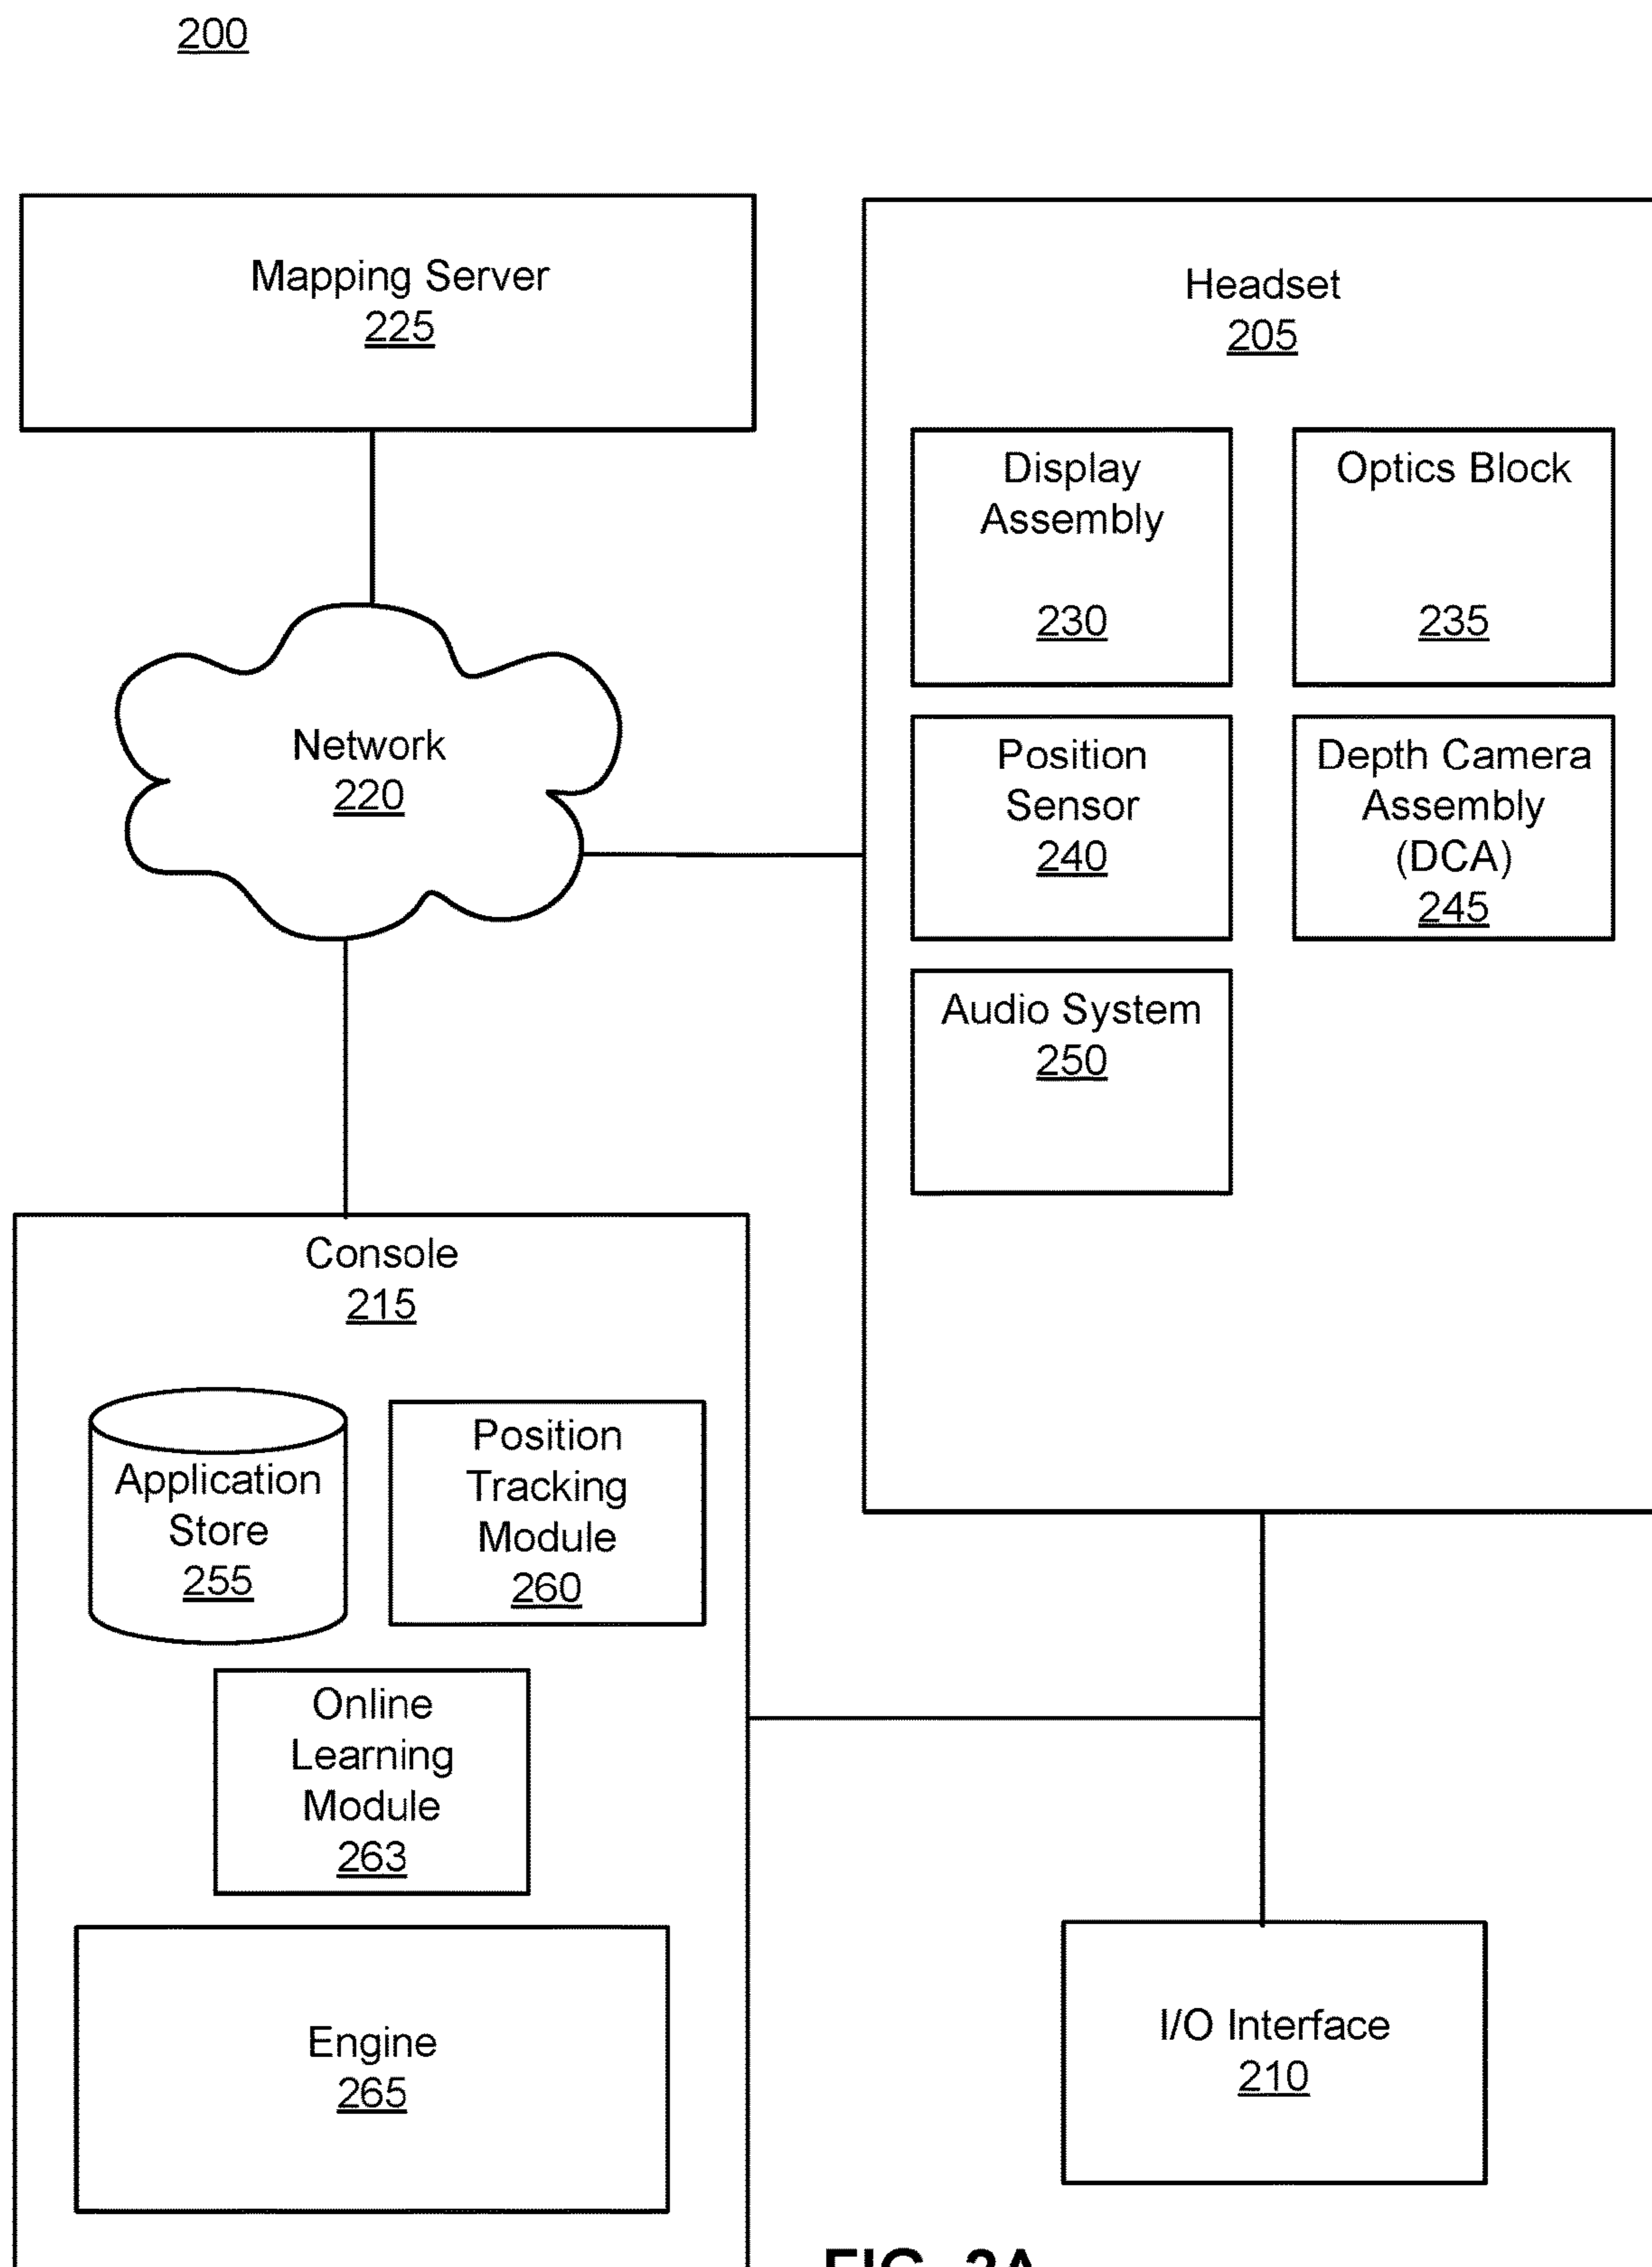 200
Mapping Server
225
Headset
205
Display
Assembly
230
Optics Block
235
Network
220
Position
Sensor
240
Depth Camera
Assembly
(DCA)
245
Audio System
250
Console
215
Application
Store
255
Position
Tracking
Module
260
Online
Learning
Module
263
Engine
265
I/O Interface
210
FIG. 2A